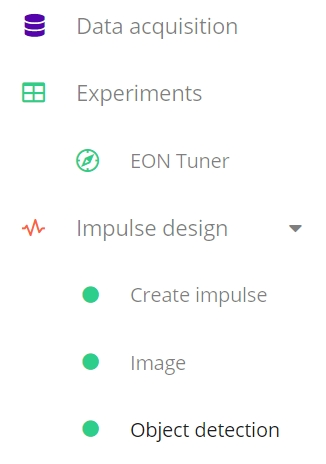 Data acquisition
Experiments
EON Tuner
Impulse design
Create impulse
Image
Object detection